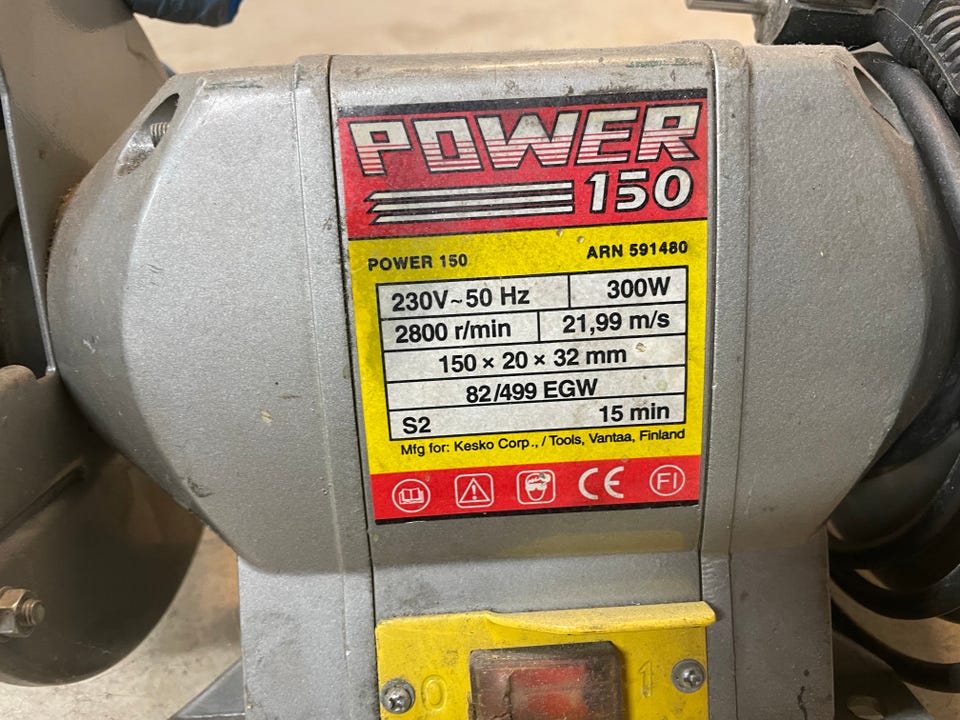 POWER
150
POWER 150 ARN 591480
230V~50 Hz 300W
2800 r/min 21,99 m/s
150 × 20 × 32 mm
82/499 EGW
S2 15 min
Mfg for: Kesko Corp., / Tools, Vantaa, Finland
CE FI
0 1